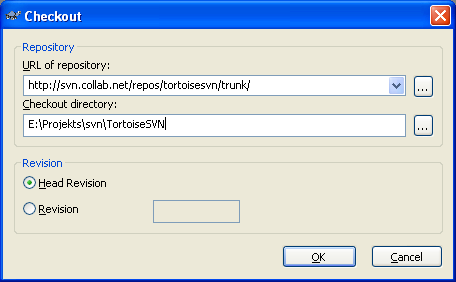 Checkout
Repository
URL of repository:
http://svn.collab.net/repos/tortoisesvn/trunk/
...
Checkout directory:
E:\Projekts\svn\TortoiseSVN
...
Revision
Head Revision
Revision
OK
Cancel